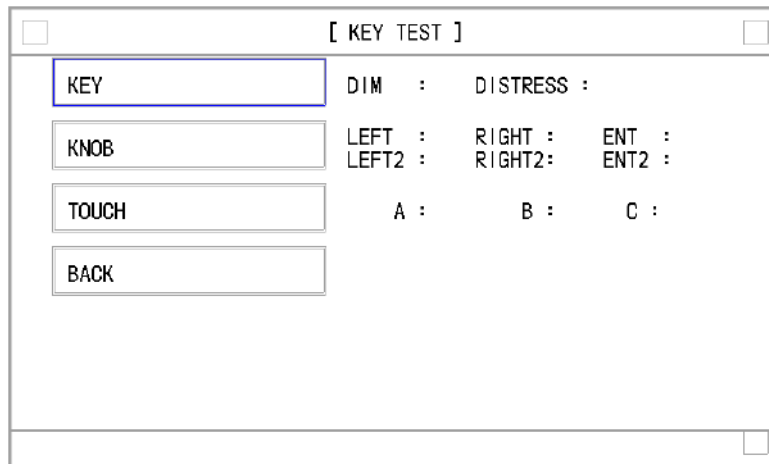 [ KEY TEST ]
KEY DIM : DISTRESS :
KNOB LEFT : RIGHT : ENT :
LEFT2 : RIGHT2: ENT2 :
TOUCH A : B : C :
BACK